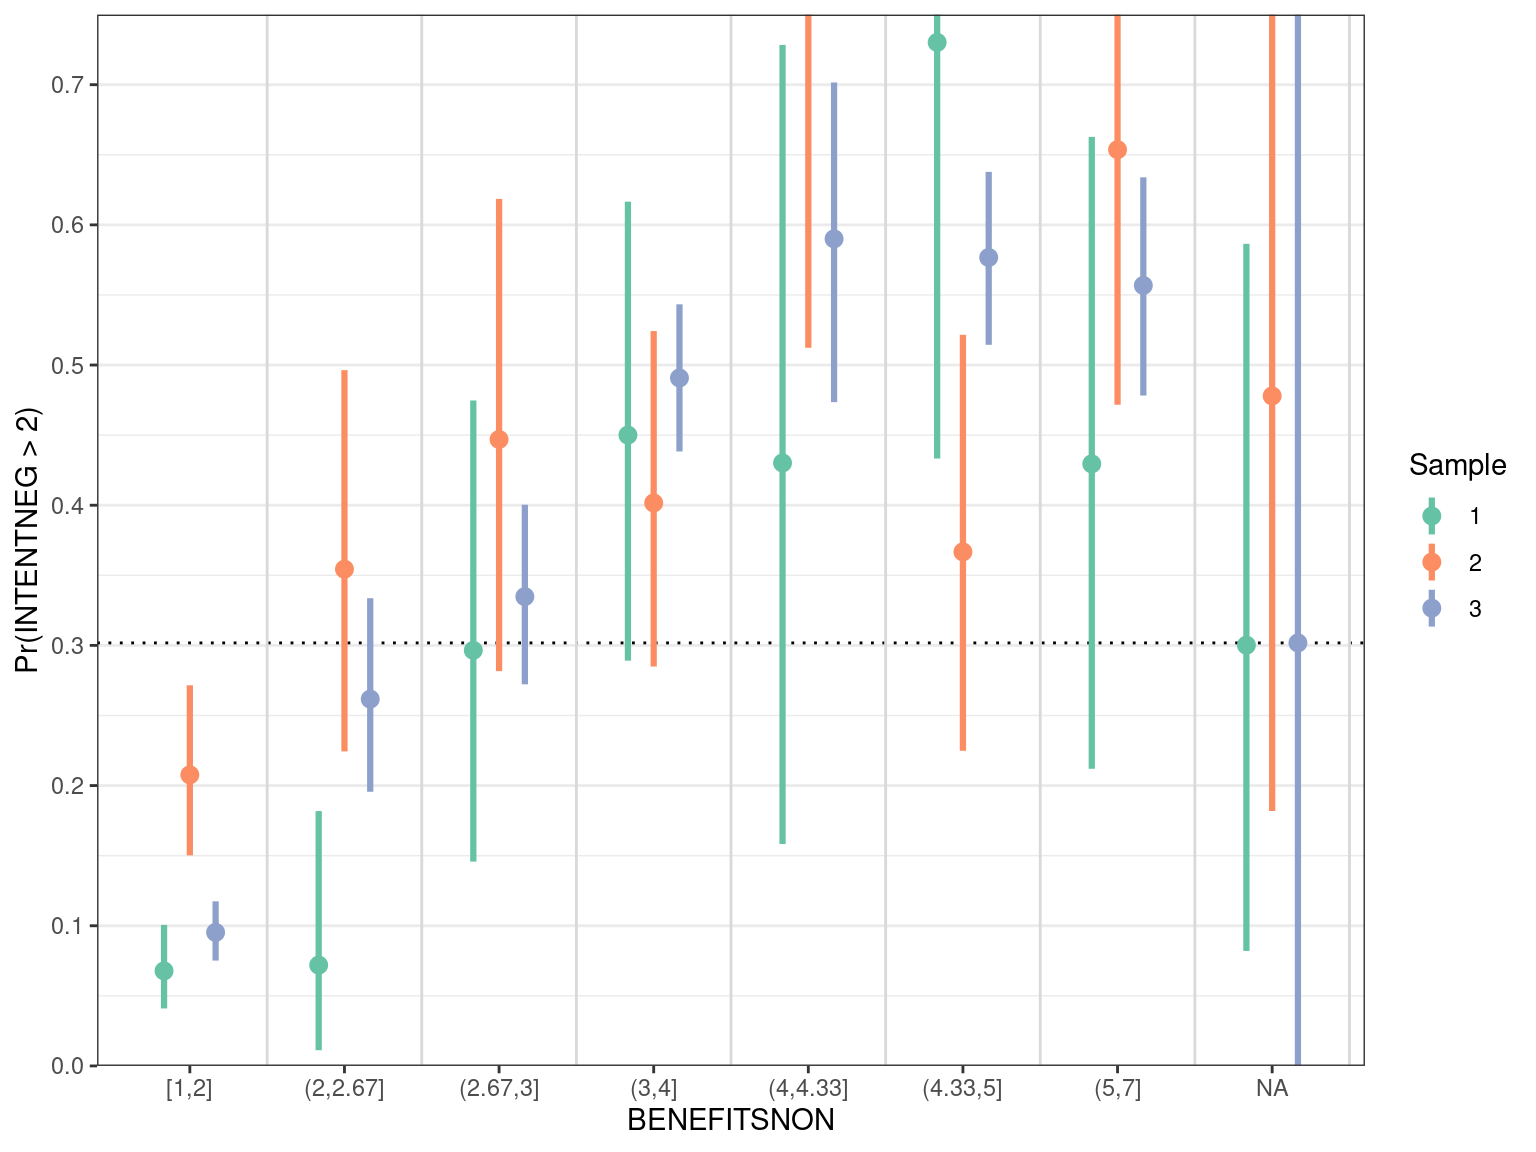 Pr(INTENTNEG > 2)
0.7
0.6
0.5
0.4
0.3
0.2
0.1
0.0
[1,2] (2,2.67] (2.67,3] (3,4] (4,4.33] (4.33,5] (5,7] NA
BENEFITSNON
Sample
1
2
3